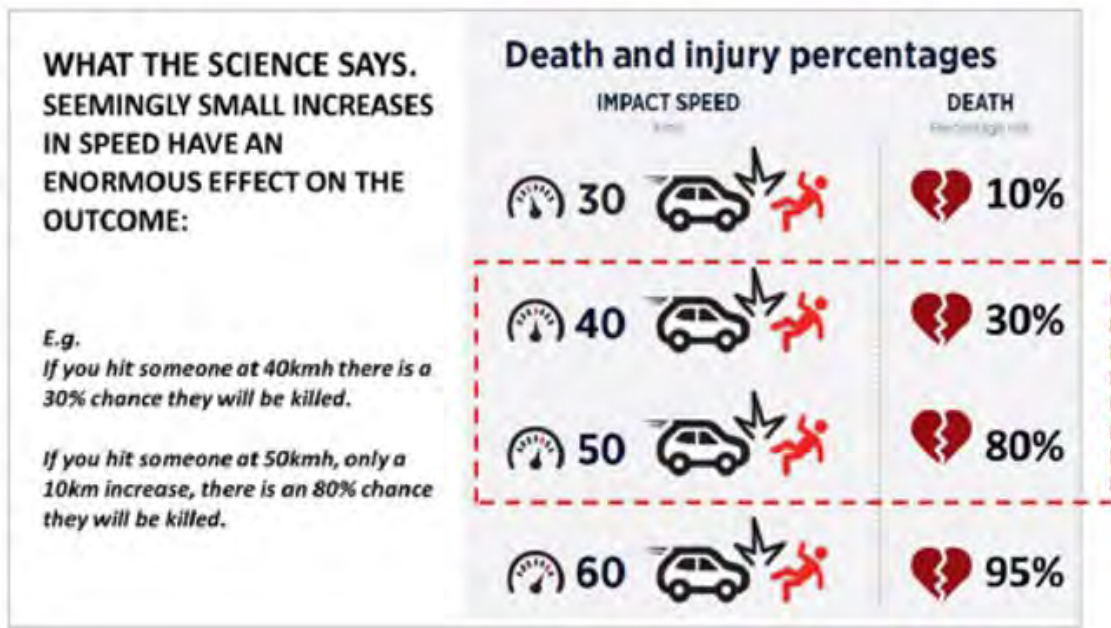 WHAT THE SCIENCE SAYS.
SEEMINGLY SMALL INCREASES
IN SPEED HAVE AN
ENORMOUS EFFECT ON THE
OUTCOME:
E.g.
If you hit someone at 40kmh there is a
30% chance they will be killed.
If you hit someone at 50kmh, only a
10km increase, there is an 80% chance
they will be killed.
Death and injury percentages
IMPACT SPEED DEATH
Percentage risk
30 10%
40 30%
50 80%
60 95%